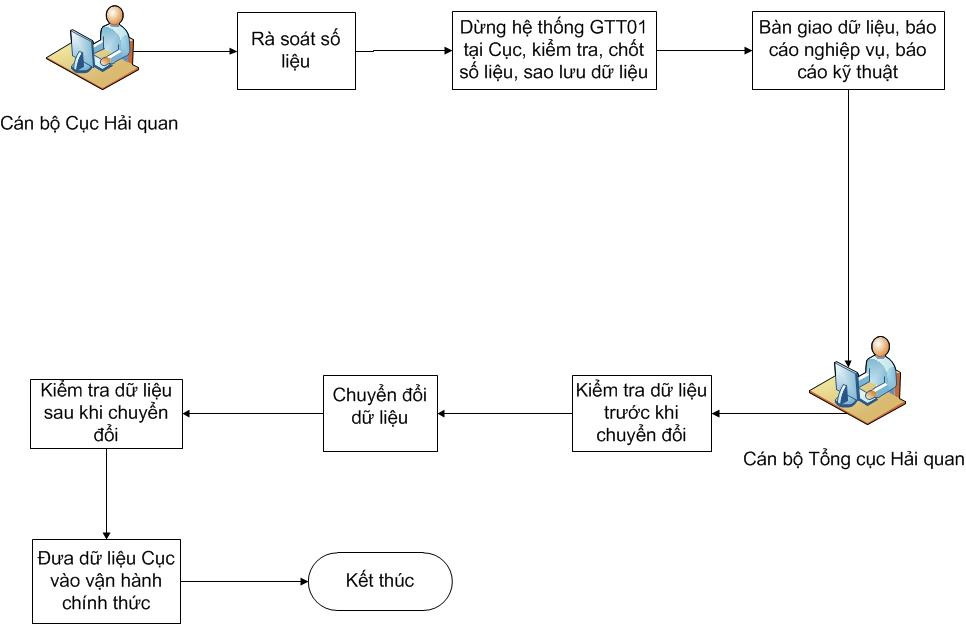 Rà soát số
liệu
Dừng hệ thống GTT01
tại Cục, kiểm tra, chốt
số liệu, sao lưu dữ liệu
Bàn giao dữ liệu, báo
cáo nghiệp vụ, báo
cáo kỹ thuật
Cán bộ Cục Hải quan
Kiểm tra dữ liệu
sau khi chuyển
đổi
Chuyển đổi
dữ liệu
Kiểm tra dữ liệu
trước khi
chuyển đổi
Cán bộ Tổng cục Hải quan
Đưa dữ liệu Cục
vào vận hành
chính thức
Kết thúc